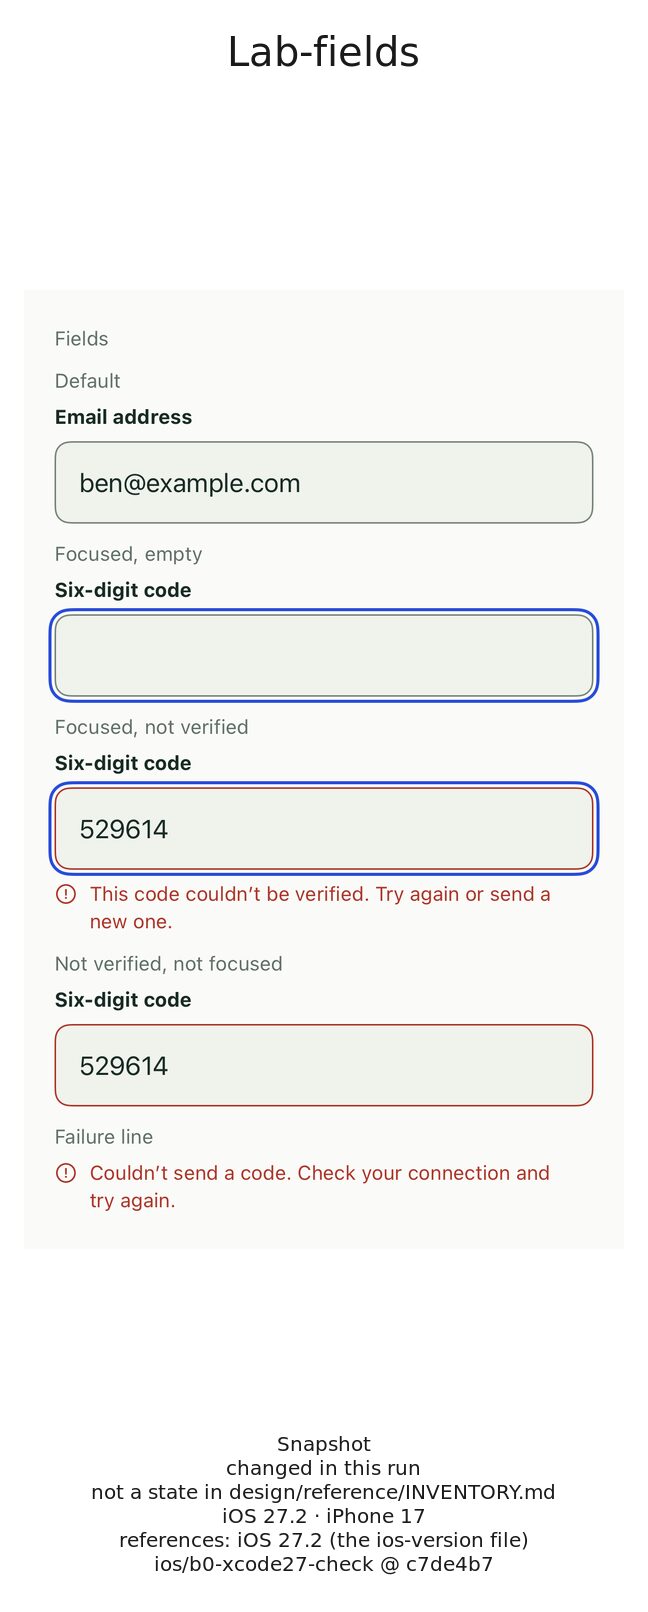 Lab-fields
Fields
Default
Email address
ben@example.com
Focused, empty
Six-digit code
Focused, not verified
Six-digit code
529614
This code couldn’t be verified. Try again or send a
new one.
Not verified, not focused
Six-digit code
529614
Failure line
Couldn’t send a code. Check your connection and
try again.
Snapshot
changed in this run
not a state in design/reference/INVENTORY.md
iOS 27.2 · iPhone 17
references: iOS 27.2 (the ios-version file)
ios/b0-xcode27-check @ c7de4b7